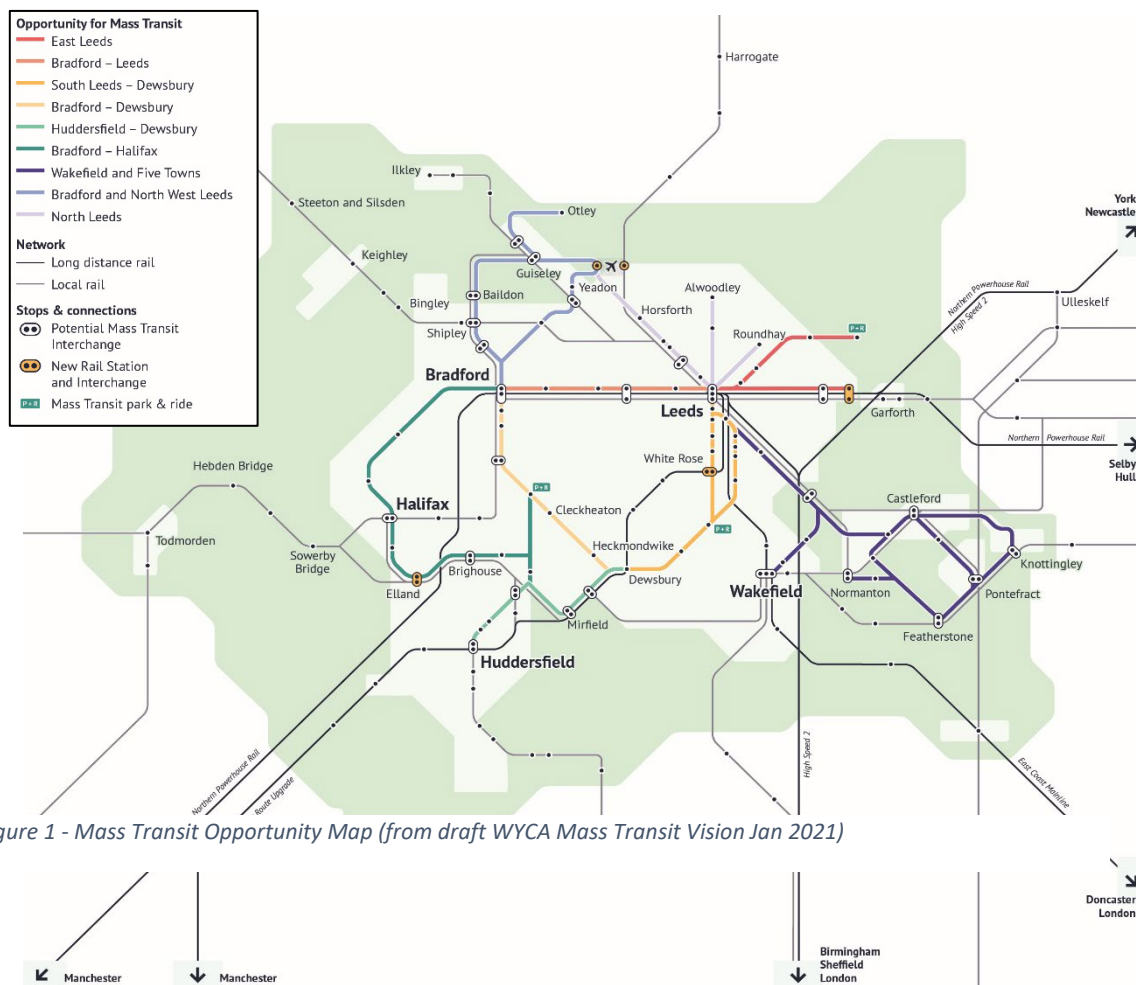 Opportunity for Mass Transit
East Leeds
Bradford – Leeds
South Leeds – Dewsbury
Bradford – Dewsbury
Huddersfield – Dewsbury
Bradford – Halifax
Wakefield and Five Towns
Bradford and North West Leeds
North Leeds
Network
Long distance rail
Local rail
Stops & connections
Potential Mass Transit
Interchange
New Rail Station
and Interchange
P+R Mass Transit park & ride
Harrogate
Ilkley
Steeton and Silsden
Otley
York
Newcastle
Keighley
Guiseley
Yeadon
Baildon
Bingley
Shipley
Horsforth
Alwoodley
Roundhay
P+R
Northern Powerhouse Rail
High Speed 2
Ulleskelf
Bradford
Leeds
Garforth
Northern Powerhouse Rail
Selby
Hull
White Rose
Hebden Bridge
Halifax
P+R
Cleckheaton
Castleford
Todmorden
Sowerby
Bridge
Brighouse
Elland
Heckmondwike
P+R
Dewsbury
Wakefield
Normanton
Knottingley
Pontefract
Mirfield
Featherstone
Huddersfield
Northern Powerhouse Rail
Route Upgrade
High Speed 2
East Coast Mainline
gure 1 - Mass Transit Opportunity Map (from draft WYCA Mass Transit Vision Jan 2021)
Doncaster
London
Manchester
Manchester
Birmingham
Sheffield
London